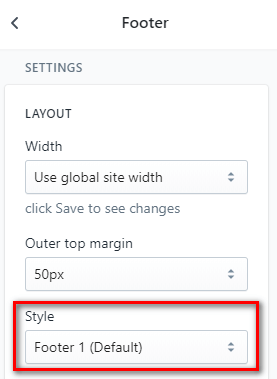 Footer
SETTINGS
LAYOUT
Width
Use global site width
click Save to see changes
Outer top margin
50px
Style
Footer 1 (Default)